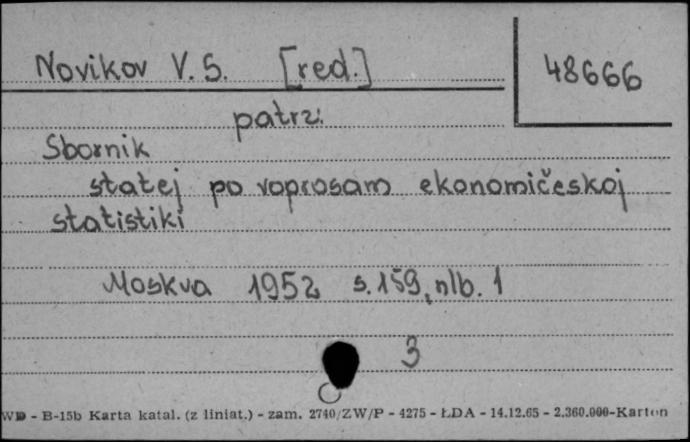 Novikov V. S. [red.]
48666
patrz:
Sbornik
statej po voprosam ekonomičeskoj
statistiki
Moskva 1952 s. 159, nlb. 1
3
WD - B-15b Karta katal. (z liniat.) - zam. 2740/ZW/P - 4275 - ŁDA - 14.12.65 - 2.360.000-Karton